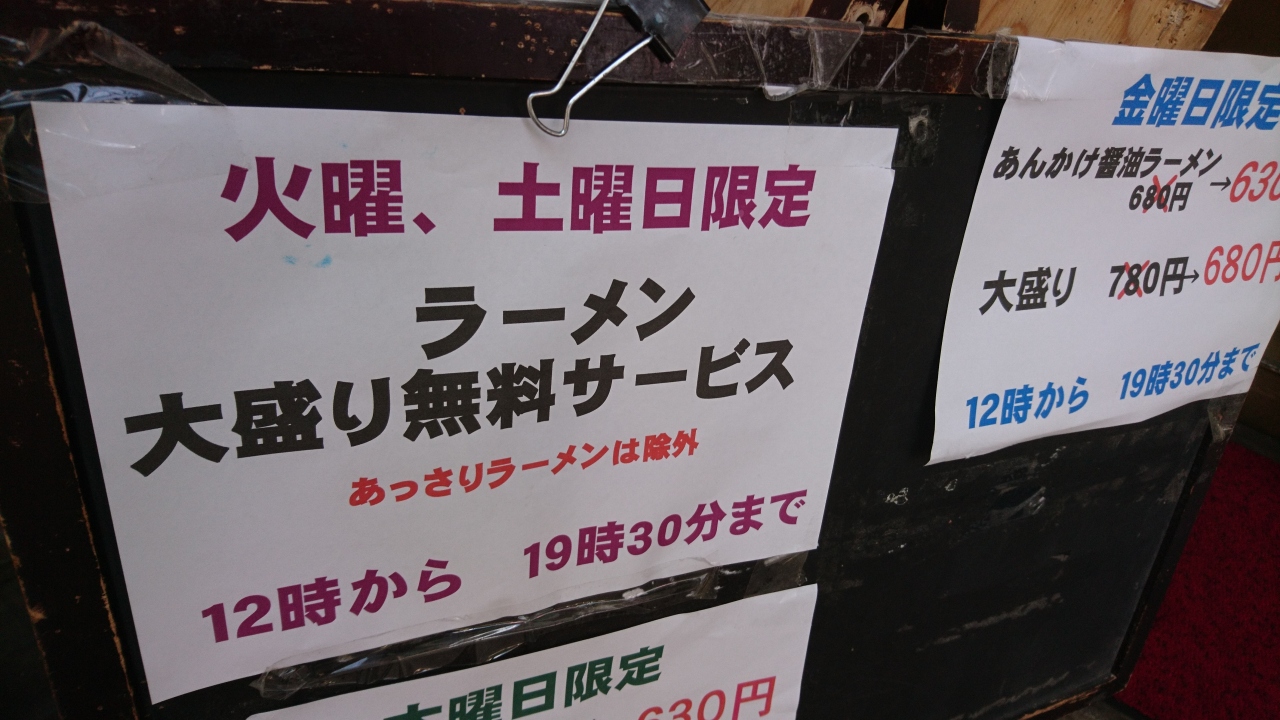 火曜、土曜日限定
ラーメン
大盛り無料サービス
あっさりラーメンは除外
12時から 19時30分まで
金曜日限定
あんかけ醤油ラーメン
680円 →630
大盛り 780円→680円
12時から 19時30分まで
曜日限定
630円